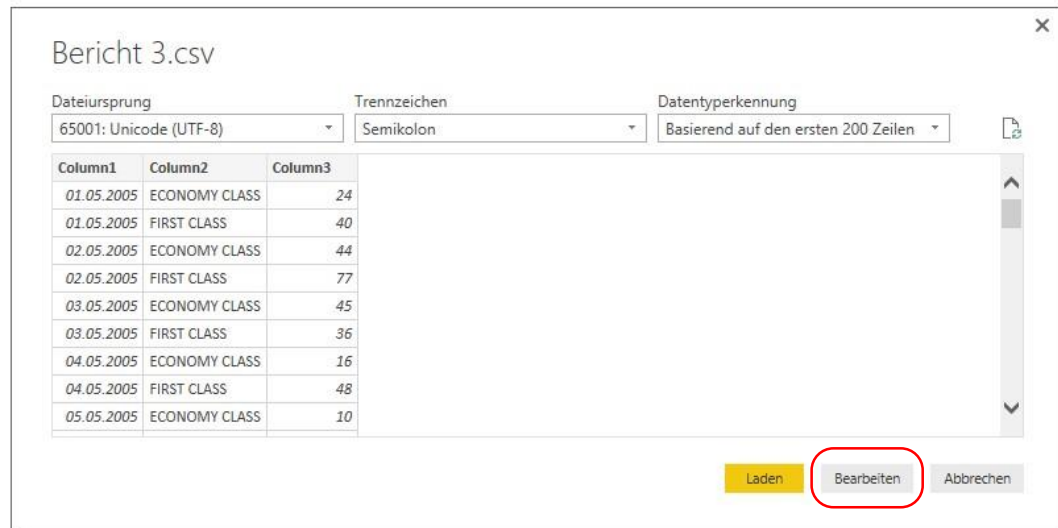 Bericht 3.csv
Dateiursprung Trennzeichen Datentyperkennung
65001: Unicode (UTF-8) Semikolon Basierend auf den ersten 200 Zeilen
Column1 Column2 Column3
01.05.2005 ECONOMY CLASS 24
01.05.2005 FIRST CLASS 40
02.05.2005 ECONOMY CLASS 44
02.05.2005 FIRST CLASS 77
03.05.2005 ECONOMY CLASS 45
03.05.2005 FIRST CLASS 36
04.05.2005 ECONOMY CLASS 16
04.05.2005 FIRST CLASS 48
05.05.2005 ECONOMY CLASS 10
Laden Bearbeiten Abbrechen